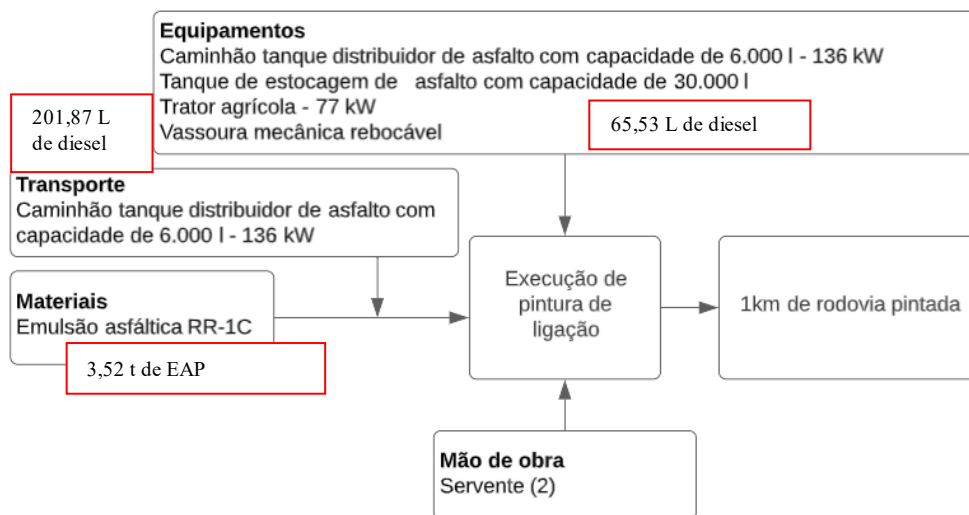 Equipamentos
Caminhão tanque distribuidor de asfalto com capacidade de 6.000 l - 136 kW
Tanque de estocagem de asfalto com capacidade de 30.000 l
Trator agrícola - 77 kW
Vassoura mecânica rebocável
65,53 L de diesel
201,87 L
de diesel
Transporte
Caminhão tanque distribuidor de asfalto com
capacidade de 6.000 l - 136 kW
Materiais
Emulsão asfáltica RR-1C
3,52 t de EAP
Execução de
pintura de
ligação
1km de rodovia pintada
Mão de obra
Servente (2)